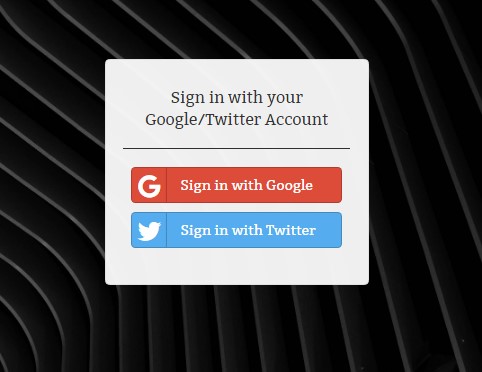 Sign in with your
Google/Twitter Account
Sign in with Google
Sign in with Twitter